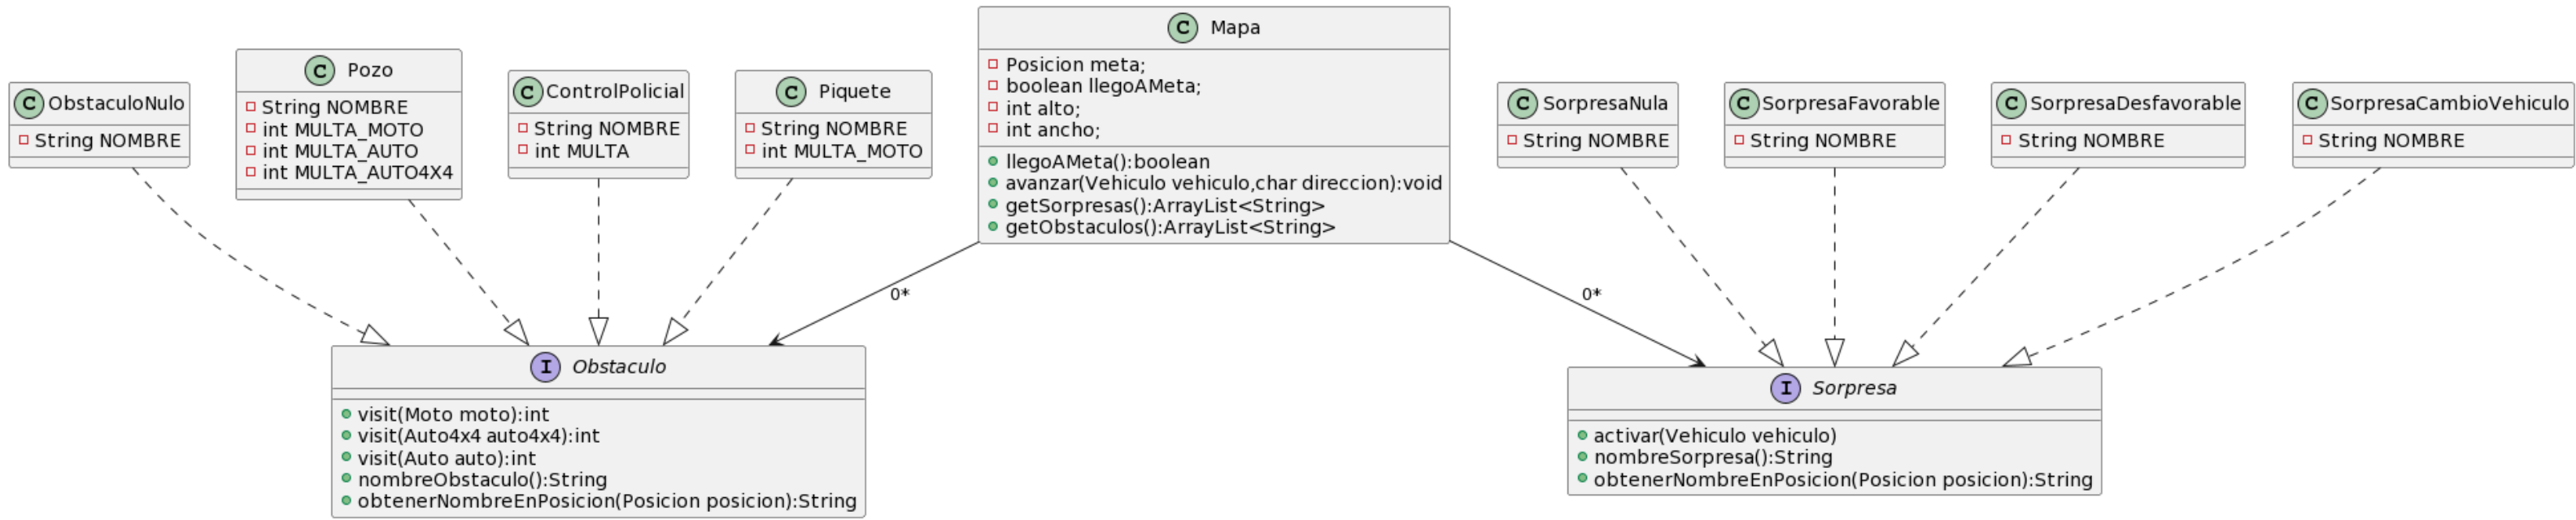 C ObstaculoNulo
String NOMBRE
C Pozo
String NOMBRE
int MULTA_MOTO
int MULTA_AUTO
int MULTA_AUTO4X4
C ControlPolicial
String NOMBRE
int MULTA
C Piquete
String NOMBRE
int MULTA_MOTO
C Mapa
Posicion meta;
boolean llegoAMeta;
int alto;
int ancho;
llegoAMeta():boolean
avanzar(Vehiculo vehiculo,char direccion):void
getSorpresas():ArrayList<String>
getObstaculos():ArrayList<String>
C SorpresaNula
String NOMBRE
C SorpresaFavorable
String NOMBRE
C SorpresaDesfavorable
String NOMBRE
C SorpresaCambioVehiculo
String NOMBRE
0*
0*
I Obstaculo
visit(Moto moto):int
visit(Auto4x4 auto4x4):int
visit(Auto auto):int
nombreObstaculo():String
obtenerNombreEnPosicion(Posicion posicion):String
I Sorpresa
activar(Vehiculo vehiculo)
nombreSorpresa():String
obtenerNombreEnPosicion(Posicion posicion):String